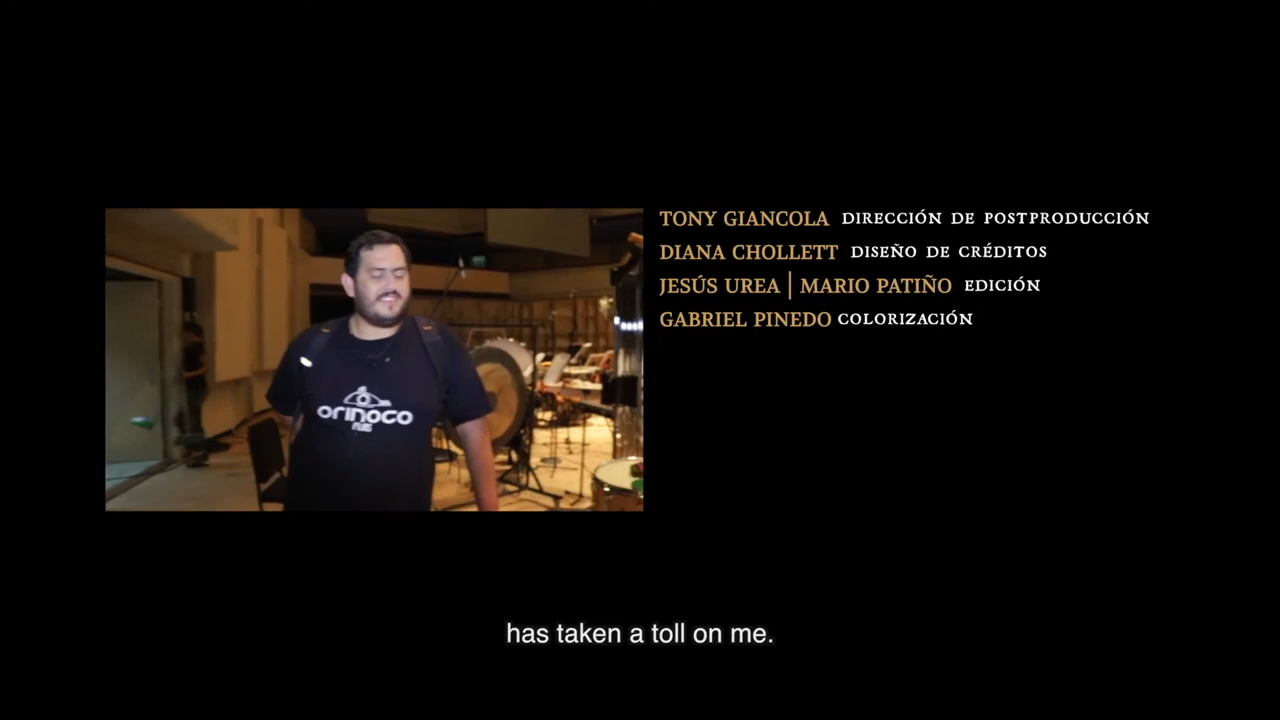 TONY GIANCOLA DIRECCIÓN DE POSTPRODUCCIÓN
DIANA CHOLLETT DISEÑO DE CRÉDITOS
JESÚS UREA | MARIO PATIÑO EDICIÓN
GABRIEL PINEDO COLORIZACIÓN
orinoco
FILMS
has taken a toll on me.